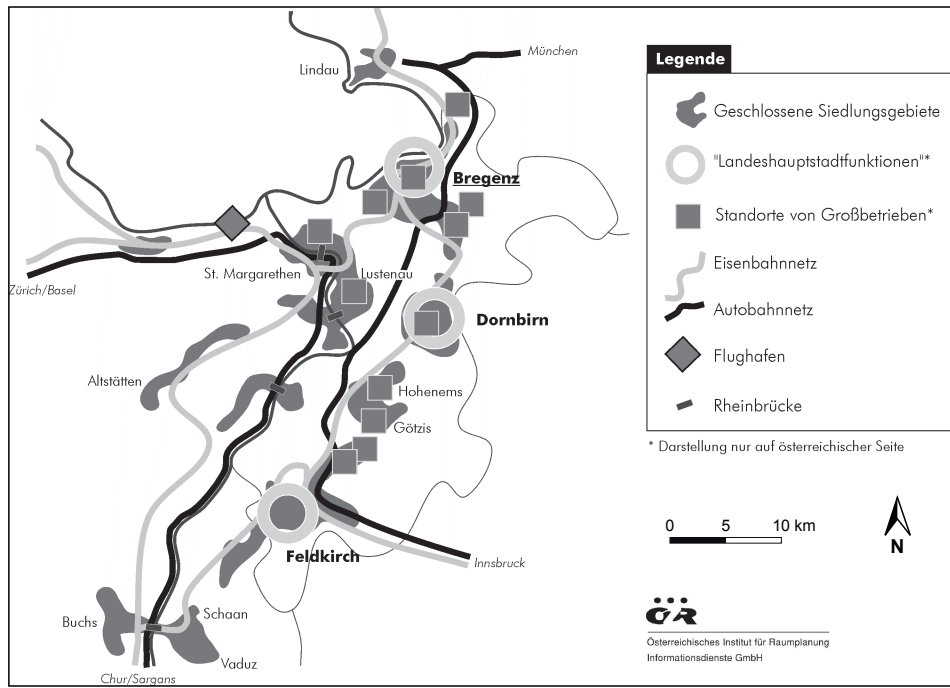 München
Lindau
Bregenz
St. Margarethen
Lustenau
Zürich/Basel
Dornbirn
Altstätten
Hohenems
Götzis
Feldkirch
Innsbruck
Buchs
Schaan
Vaduz
Chur/Sargans
Legende
Geschlossene Siedlungsgebiete
"Landeshauptstadtfunktionen"*
Standorte von Großbetrieben*
Eisenbahnnetz
Autobahnnetz
Flughafen
Rheinbrücke
* Darstellung nur auf österreichischer Seite
0 5 10 km
N
ÖIR
Österreichisches Institut für Raumplanung
Informationsdienste GmbH